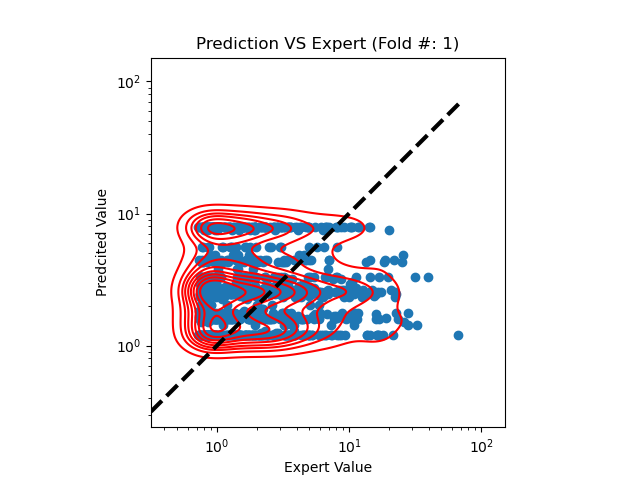 Prediction VS Expert (Fold #: 1)
10²
10¹
10⁰
Predcited Value
10⁰ 10¹ 10²
Expert Value